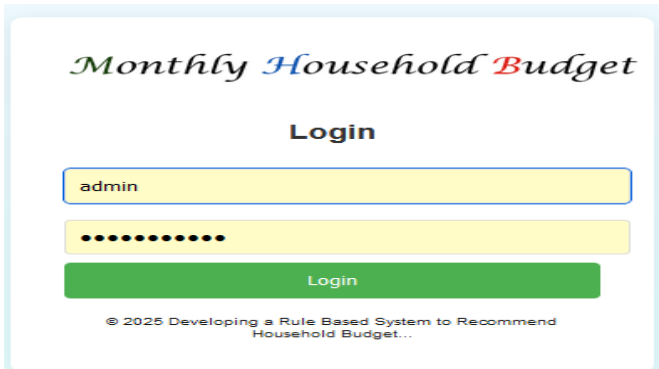 Monthly Household Budget
Login
admin
●●●●●●●●●●●
Login
© 2025 Developing a Rule Based System to Recommend
Household Budget...